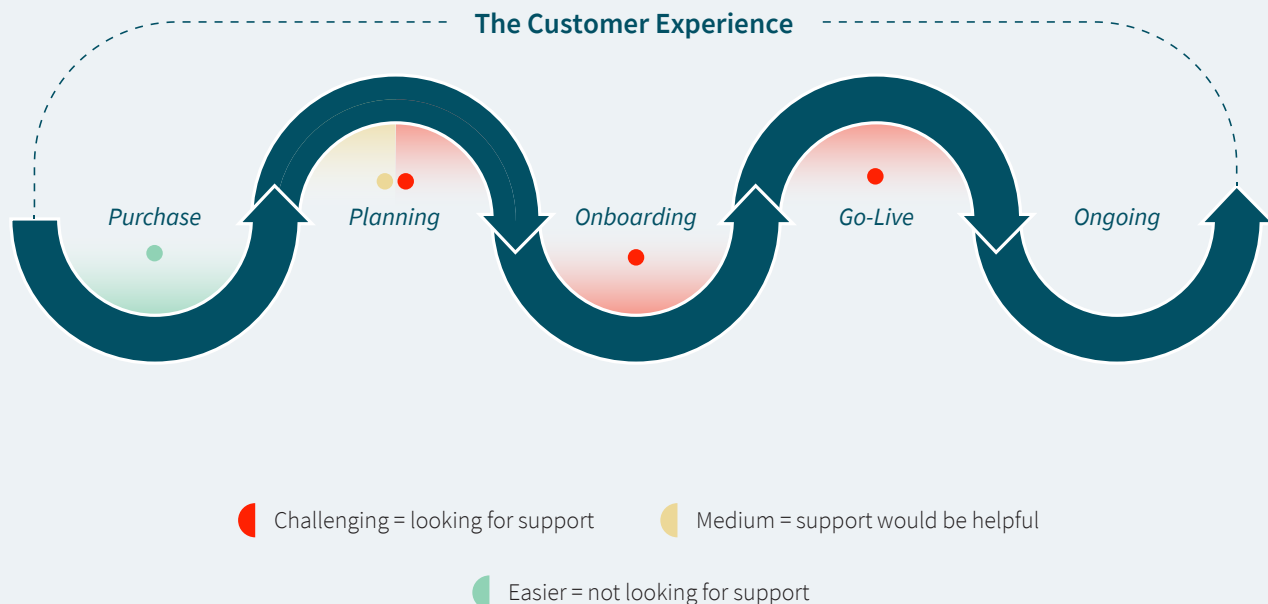 The Customer Experience
Purchase
Planning
Onboarding
Go-Live
Ongoing
Challenging = looking for support
Medium = support would be helpful
Easier = not looking for support